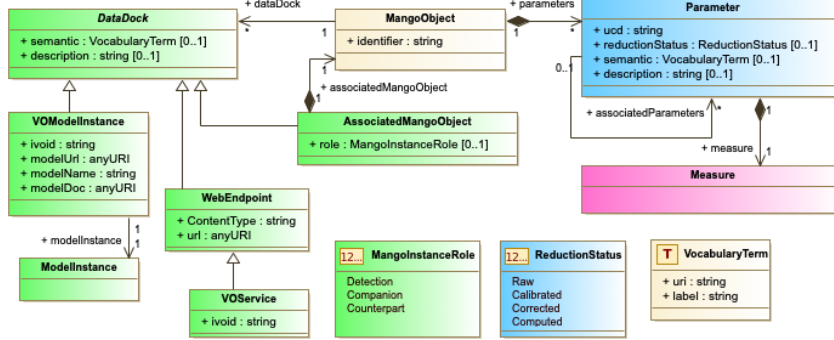 DataDock
+ semantic : VocabularyTerm [0..1]
+ description : string [0..1]
+ dataDock
*
1
MangoObject
+ identifier : string
1
+ parameters
*
Parameter
+ ucd : string
+ reductionStatus : ReductionStatus [0..1]
+ semantic : VocabularyTerm [0..1]
+ description : string [0..1]
0..1
+ associatedParameters
*
1
1
+ associatedMangoObject
1
AssociatedMangoObject
+ role : MangoInstanceRole [0..1]
VOModelInstance
+ ivoid : string
+ modelUrl : anyURI
+ modelName : string
+ modelDoc : anyURI
+ measure
1
Measure
WebEndpoint
+ ContentType : string
+ url : anyURI
1
+ modelInstance
1
ModelInstance
VOService
+ ivoid : string
12...
MangoInstanceRole
Detection
Companion
Counterpart
12...
ReductionStatus
Raw
Calibrated
Corrected
Computed
T
VocabularyTerm
+ uri : string
+ label : string